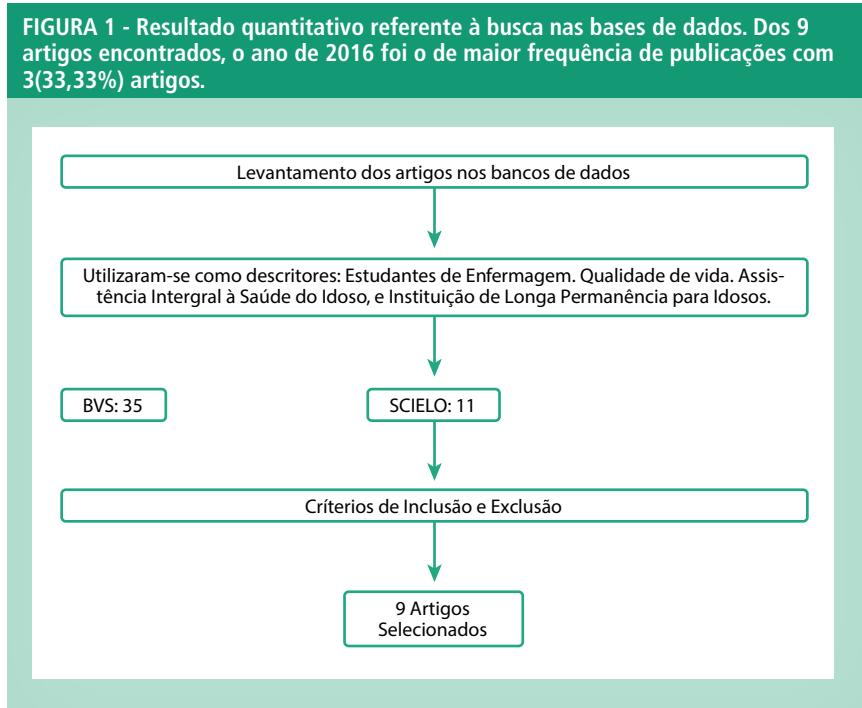 FIGURA 1 - Resultado quantitativo referente à busca nas bases de dados. Dos 9
artigos encontrados, o ano de 2016 foi o de maior frequência de publicações com
3(33,33%) artigos.
Levantamento dos artigos nos bancos de dados
Utilizaram-se como descritores: Estudantes de Enfermagem. Qualidade de vida. Assis-
tência Intergral à Saúde do Idoso, e Instituição de Longa Permanência para Idosos.
BVS: 35
SCIELO: 11
Críterios de Inclusão e Exclusão
9 Artigos
Selecionados